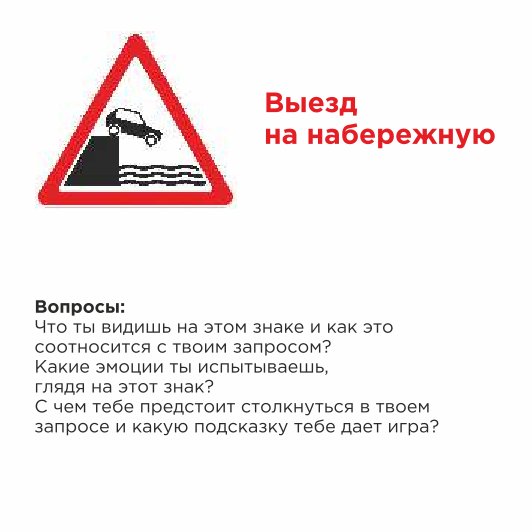 Выезд
на набережную
Вопросы:
Что ты видишь на этом знаке и как это
соотносится с твоим запросом?
Какие эмоции ты испытываешь,
глядя на этот знак?
С чем тебе предстоит столкнуться в твоем
запросе и какую подсказку тебе дает игра?